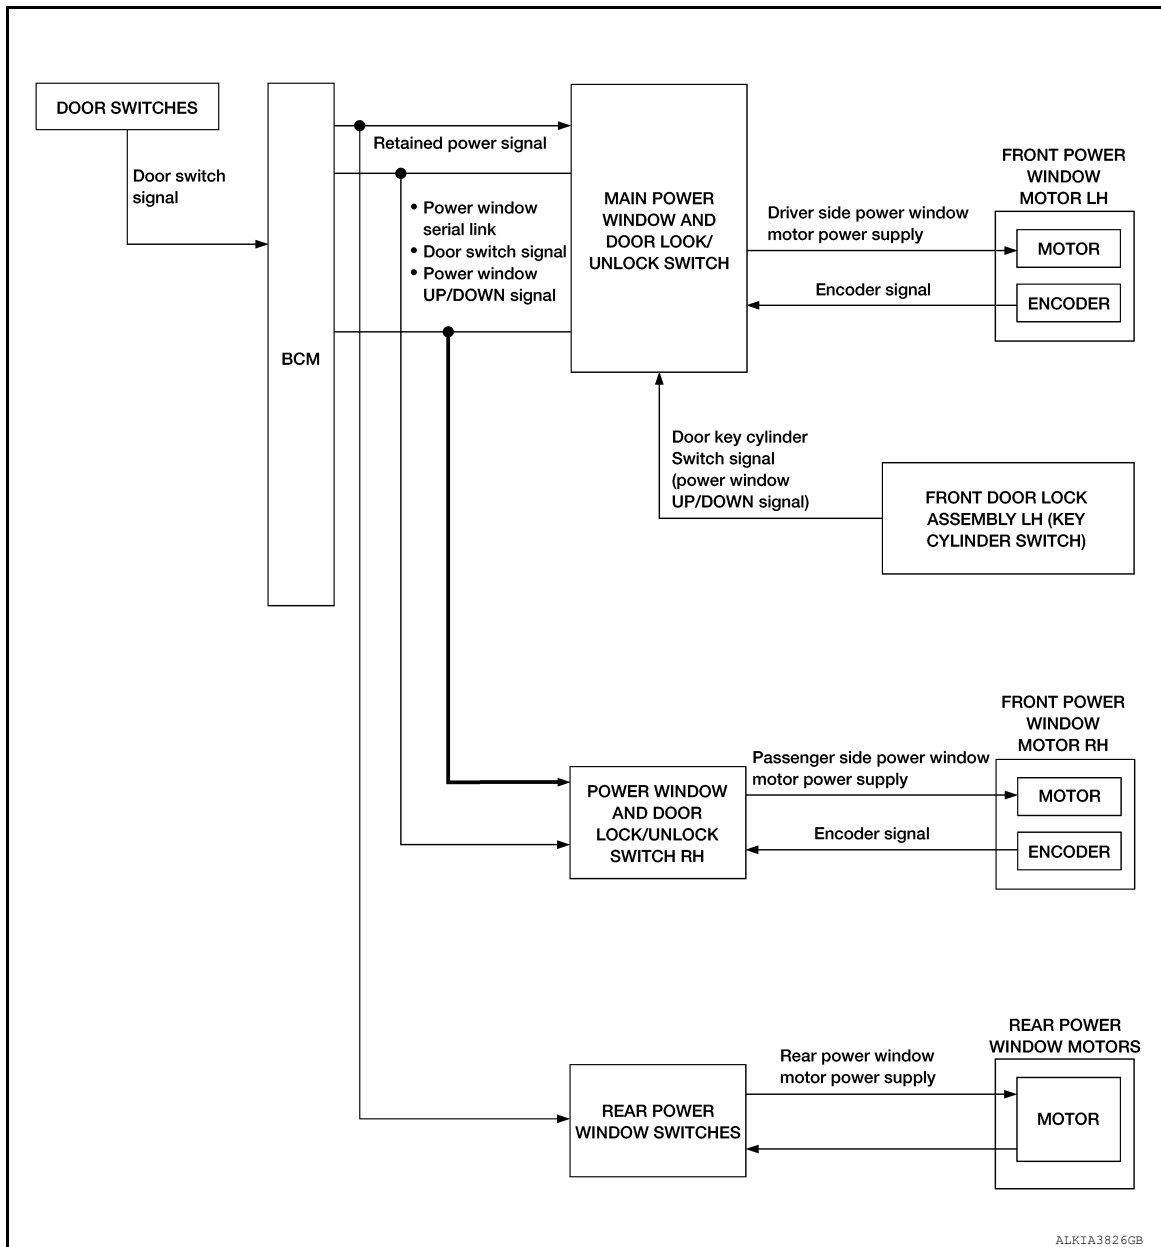 DOOR SWITCHES
Door switch
signal
BCM
Retained power signal
• Power window
serial link
• Door switch signal
• Power window
UP/DOWN signal
MAIN POWER
WINDOW AND
DOOR LOOK/
UNLOCK SWITCH
Driver side power window
motor power supply
Encoder signal
FRONT POWER
WINDOW
MOTOR LH
MOTOR
ENCODER
Door key cylinder
Switch signal
(power window
UP/DOWN signal)
FRONT DOOR LOCK
ASSEMBLY LH (KEY
CYLINDER SWITCH)
POWER WINDOW
AND DOOR
LOCK/UNLOCK
SWITCH RH
Passenger side power window
motor power supply
Encoder signal
FRONT POWER
WINDOW
MOTOR RH
MOTOR
ENCODER
REAR POWER
WINDOW SWITCHES
Rear power window
motor power supply
REAR POWER
WINDOW MOTORS
MOTOR
ALKIA3826GB